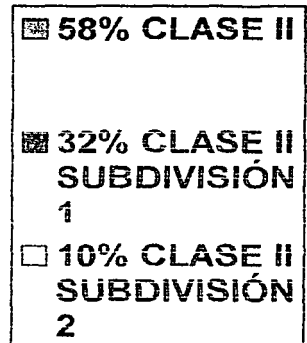 58% CLASE II
32% CLASE II
SUBDIVISIÓN
1
10% CLASE II
SUBDIVISIÓN
2